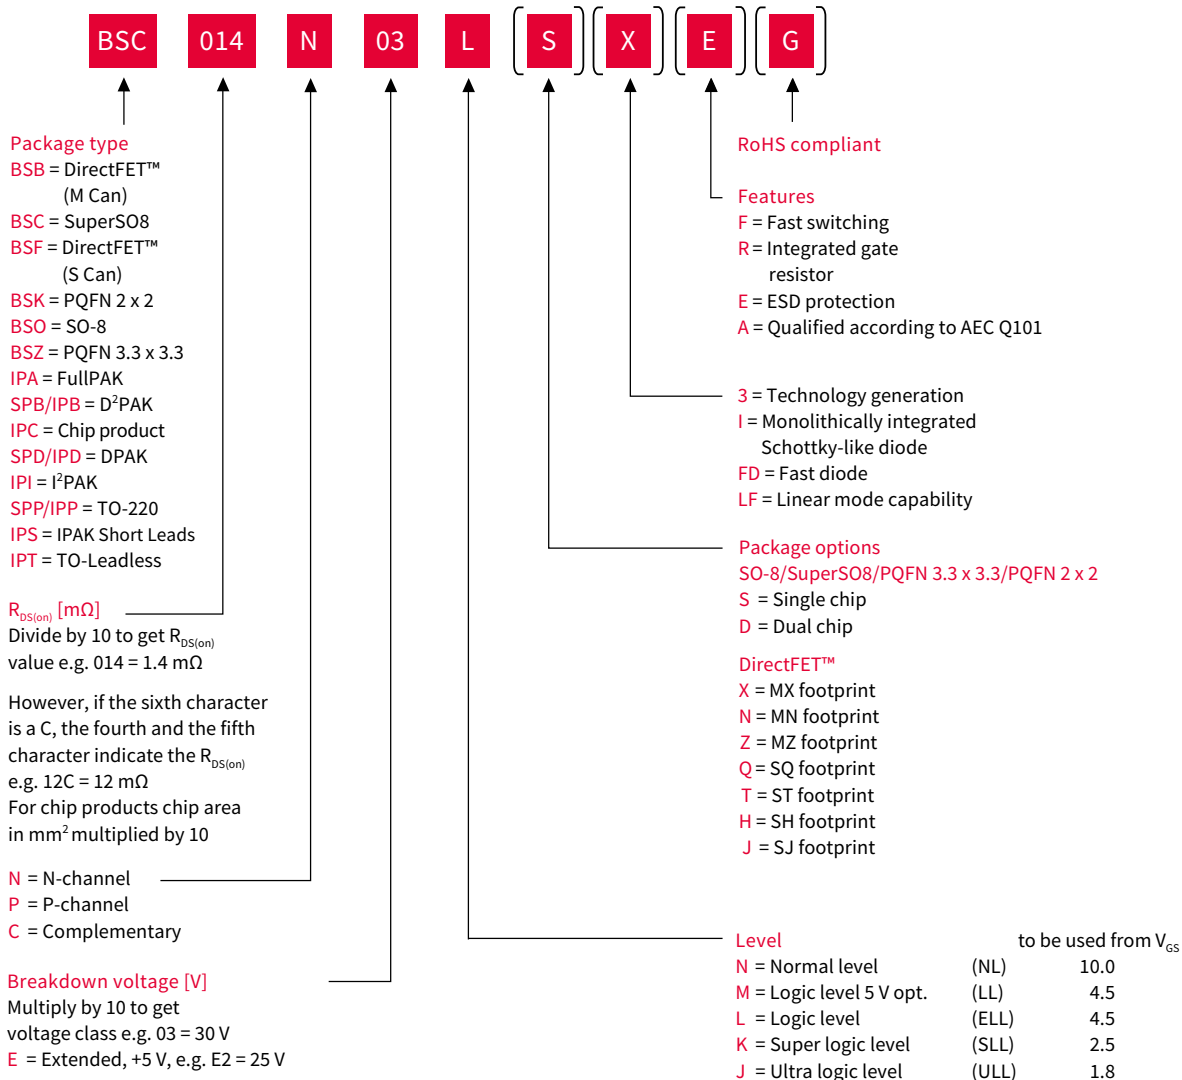 BSC 014 N 03 L [S] [X] [E] [G]
Package type
BSB = DirectFET™
(M Can)
BSC = SuperSO8
BSF = DirectFET™
(S Can)
BSK = PQFN 2 x 2
BSO = SO-8
BSZ = PQFN 3.3 x 3.3
IPA = FullPAK
SPB/IPB = D²PAK
IPC = Chip product
SPD/IPD = DPAK
IPI = I²PAK
SPP/IPP = TO-220
IPS = IPAK Short Leads
IPT = TO-Leadless
RDS(on) [mΩ]
Divide by 10 to get RDS(on)
value e.g. 014 = 1.4 mΩ
However, if the sixth character
is a C, the fourth and the fifth
character indicate the RDS(on)
e.g. 12C = 12 mΩ
For chip products chip area
in mm² multiplied by 10
N = N-channel
P = P-channel
C = Complementary
Breakdown voltage [V]
Multiply by 10 to get
voltage class e.g. 03 = 30 V
E = Extended, +5 V, e.g. E2 = 25 V
RoHS compliant
Features
F = Fast switching
R = Integrated gate
resistor
E = ESD protection
A = Qualified according to AEC Q101
3 = Technology generation
I = Monolithically integrated
Schottky-like diode
FD = Fast diode
LF = Linear mode capability
Package options
SO-8/SuperSO8/PQFN 3.3 x 3.3/PQFN 2 x 2
S = Single chip
D = Dual chip
DirectFET™
X = MX footprint
N = MN footprint
Z = MZ footprint
Q = SQ footprint
T = ST footprint
H = SH footprint
J = SJ footprint
Level to be used from VGS
N = Normal level (NL) 10.0
M = Logic level 5 V opt. (LL) 4.5
L = Logic level (ELL) 4.5
K = Super logic level (SLL) 2.5
J = Ultra logic level (ULL) 1.8